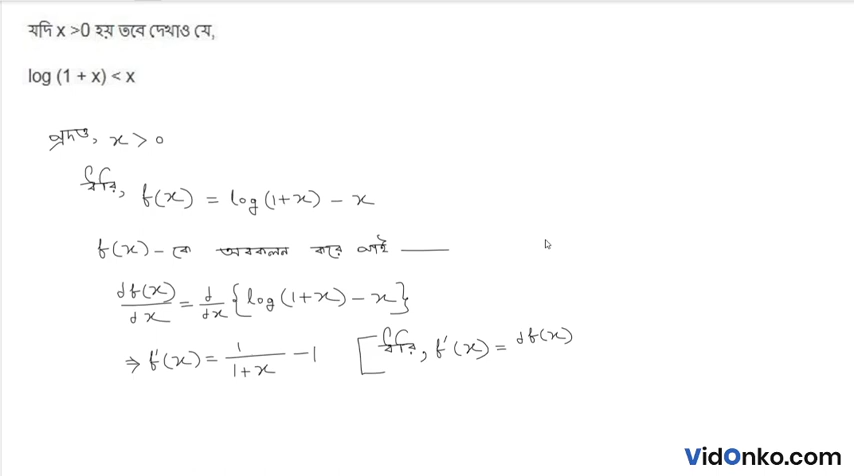 যদি x >0 হয় তবে দেখাও যে,
log (1 + x) < x
প্রদত্ত, x > 0
ধরি, f(x) = log(1+x) - x
f(x) - কে অবকলন করে পাই ——
df(x)/dx = d/dx {log(1+x) - x}
⇒ f'(x) = 1/(1+x) - 1 [ধরি, f'(x) = df(x)
VidOnko.com